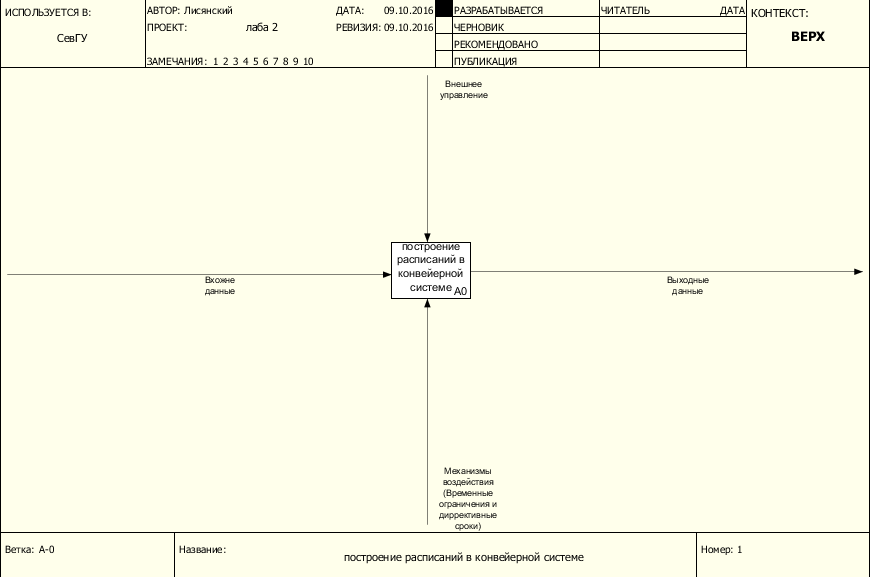 ИСПОЛЬЗУЕТСЯ В:
СевГУ
АВТОР: Лисянский
ДАТА: 09.10.2016
ПРОЕКТ: лаба 2
РЕВИЗИЯ: 09.10.2016
ЗАМЕЧАНИЯ: 1 2 3 4 5 6 7 8 9 10
РАЗРАБАТЫВАЕТСЯ
ЧЕРНОВИК
РЕКОМЕНДОВАНО
ПУБЛИКАЦИЯ
ЧИТАТЕЛЬ ДАТА
КОНТЕКСТ:
ВЕРХ
Внешнее
управление
построение
расписаний в
конвейерной
системе
A0
Вхожне
данные
Выходные
данные
Механизмы
воздействия
(Временные
ограничения и
диррективные
сроки)
Ветка: A-0
Название:
построение расписаний в конвейерной системе
Номер: 1